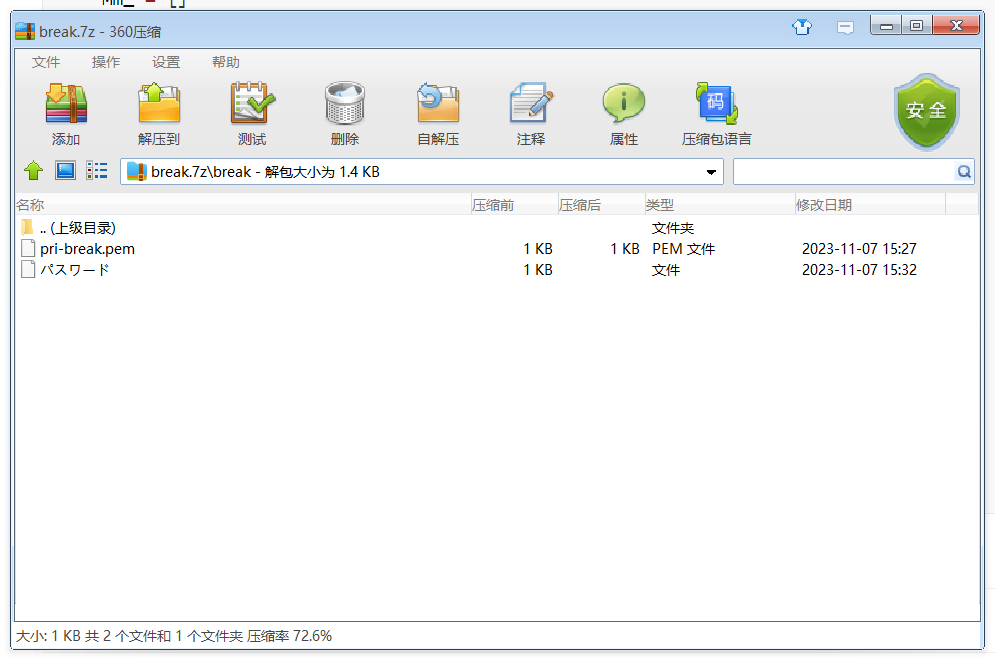 break.7z - 360压缩
文件 操作 设置 帮助
添加 解压到 测试 删除 自解压 注释 属性 压缩包语言
码
安全
break.7z\break - 解包大小为 1.4 KB
名称 压缩前 压缩后 类型 修改日期
.. (上级目录) 文件夹
pri-break.pem 1 KB 1 KB PEM 文件 2023-11-07 15:27
パスワード 1 KB 文件 2023-11-07 15:32
大小: 1 KB 共 2 个文件和 1 个文件夹 压缩率 72.6%